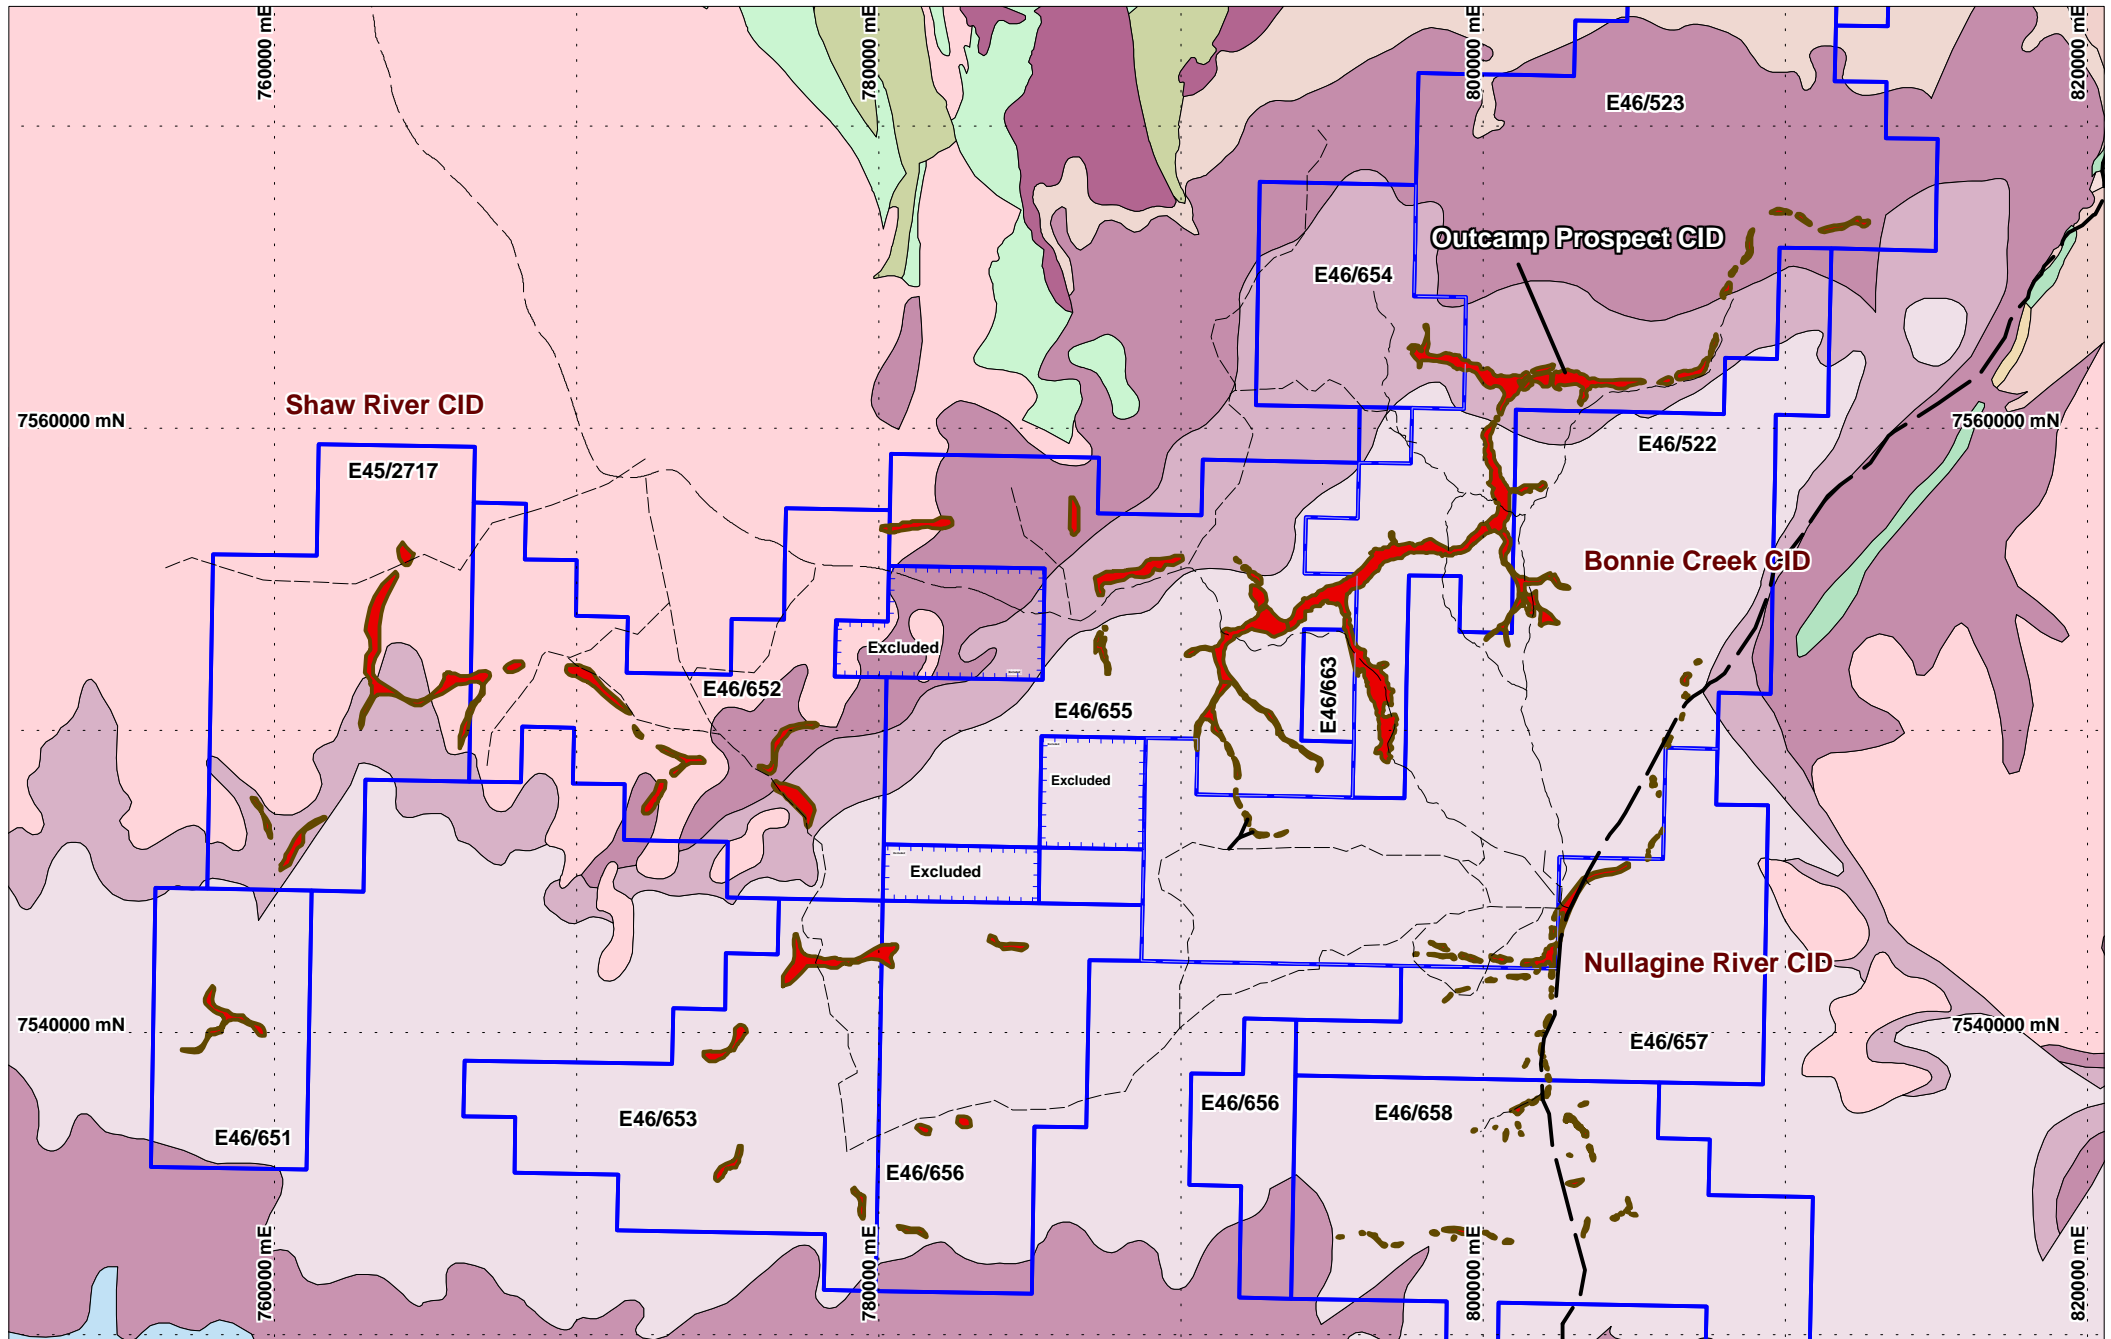 760000 mE
780000 mE
800000 mE
820000 mE
E46/523
Outcamp Prospect CID
E46/654
Shaw River CID
7560000 mN
7560000 mN
E45/2717
E46/522
Bonnie Creek CID
Excluded
E46/652
E46/663
E46/655
Excluded
Excluded
Nullagine River CID
7540000 mN
7540000 mN
E46/657
E46/656
E46/658
E46/653
E46/651
E46/656
760000 mE
780000 mE
800000 mE
820000 mE